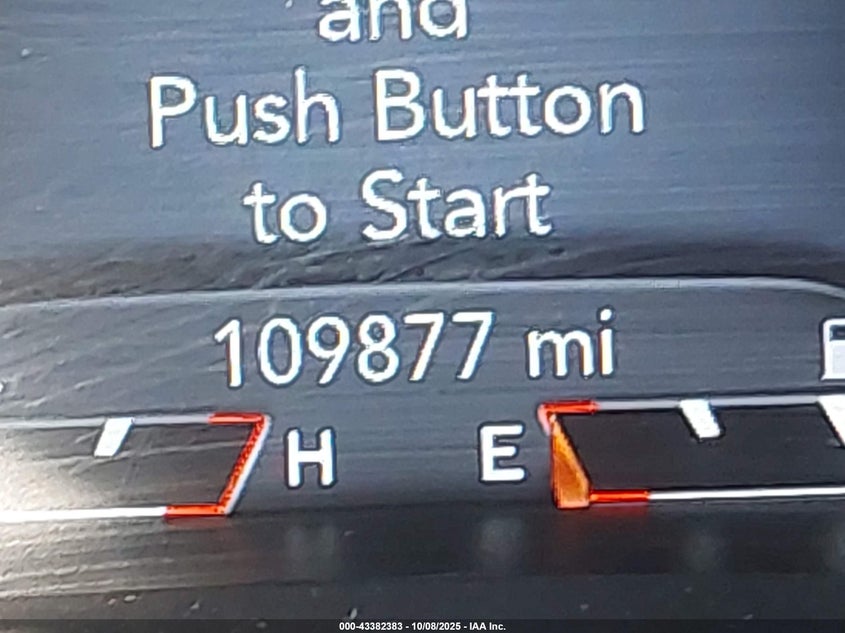 and
Push Button
to Start
109877 mi
H E
000-43382383 - 10/08/2025 - IAA Inc.